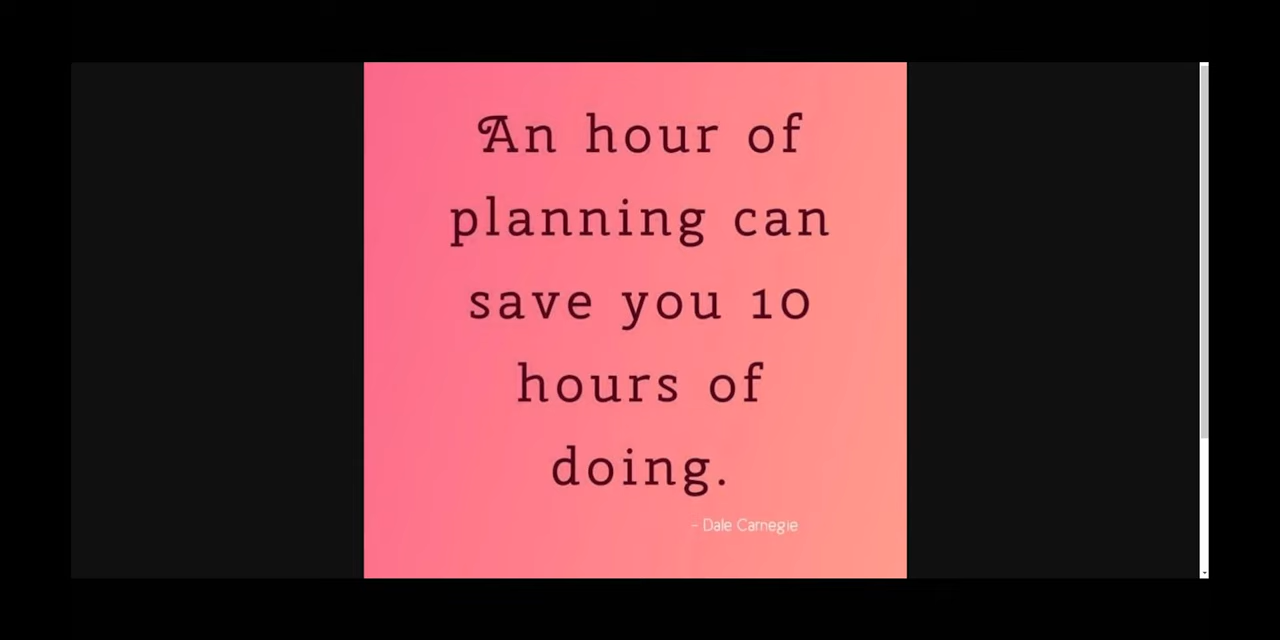 An hour of
planning can
save you 10
hours of
doing.
- Dale Carnegie